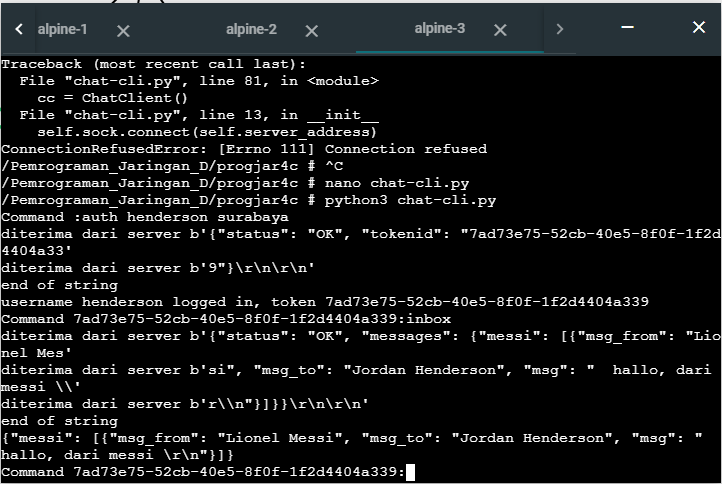 alpine-1
alpine-2
alpine-3
Traceback (most recent call last):
  File "chat-cli.py", line 81, in <module>
    cc = ChatClient()
  File "chat-cli.py", line 13, in __init__
    self.sock.connect(self.server_address)
ConnectionRefusedError: [Errno 111] Connection refused
/Pemrograman_Jaringan_D/progjar4c # ^C
/Pemrograman_Jaringan_D/progjar4c # nano chat-cli.py
/Pemrograman_Jaringan_D/progjar4c # python3 chat-cli.py
Command :auth henderson surabaya
diterima dari server b'{"status": "OK", "tokenid": "7ad73e75-52cb-40e5-8f0f-1f2d
4404a33'
diterima dari server b'9"}\r\n\r\n'
end of string
username henderson logged in, token 7ad73e75-52cb-40e5-8f0f-1f2d4404a339
Command 7ad73e75-52cb-40e5-8f0f-1f2d4404a339:inbox
diterima dari server b'{"status": "OK", "messages": {"messi": [{"msg_from": "Lio
nel Mes'
diterima dari server b'si", "msg_to": "Jordan Henderson", "msg": "  hallo, dari
messi \\'
diterima dari server b'r\\n"}]}}\r\n\r\n'
end of string
{"messi": [{"msg_from": "Lionel Messi", "msg_to": "Jordan Henderson", "msg": "
hallo, dari messi \r\n"}]}
Command 7ad73e75-52cb-40e5-8f0f-1f2d4404a339: